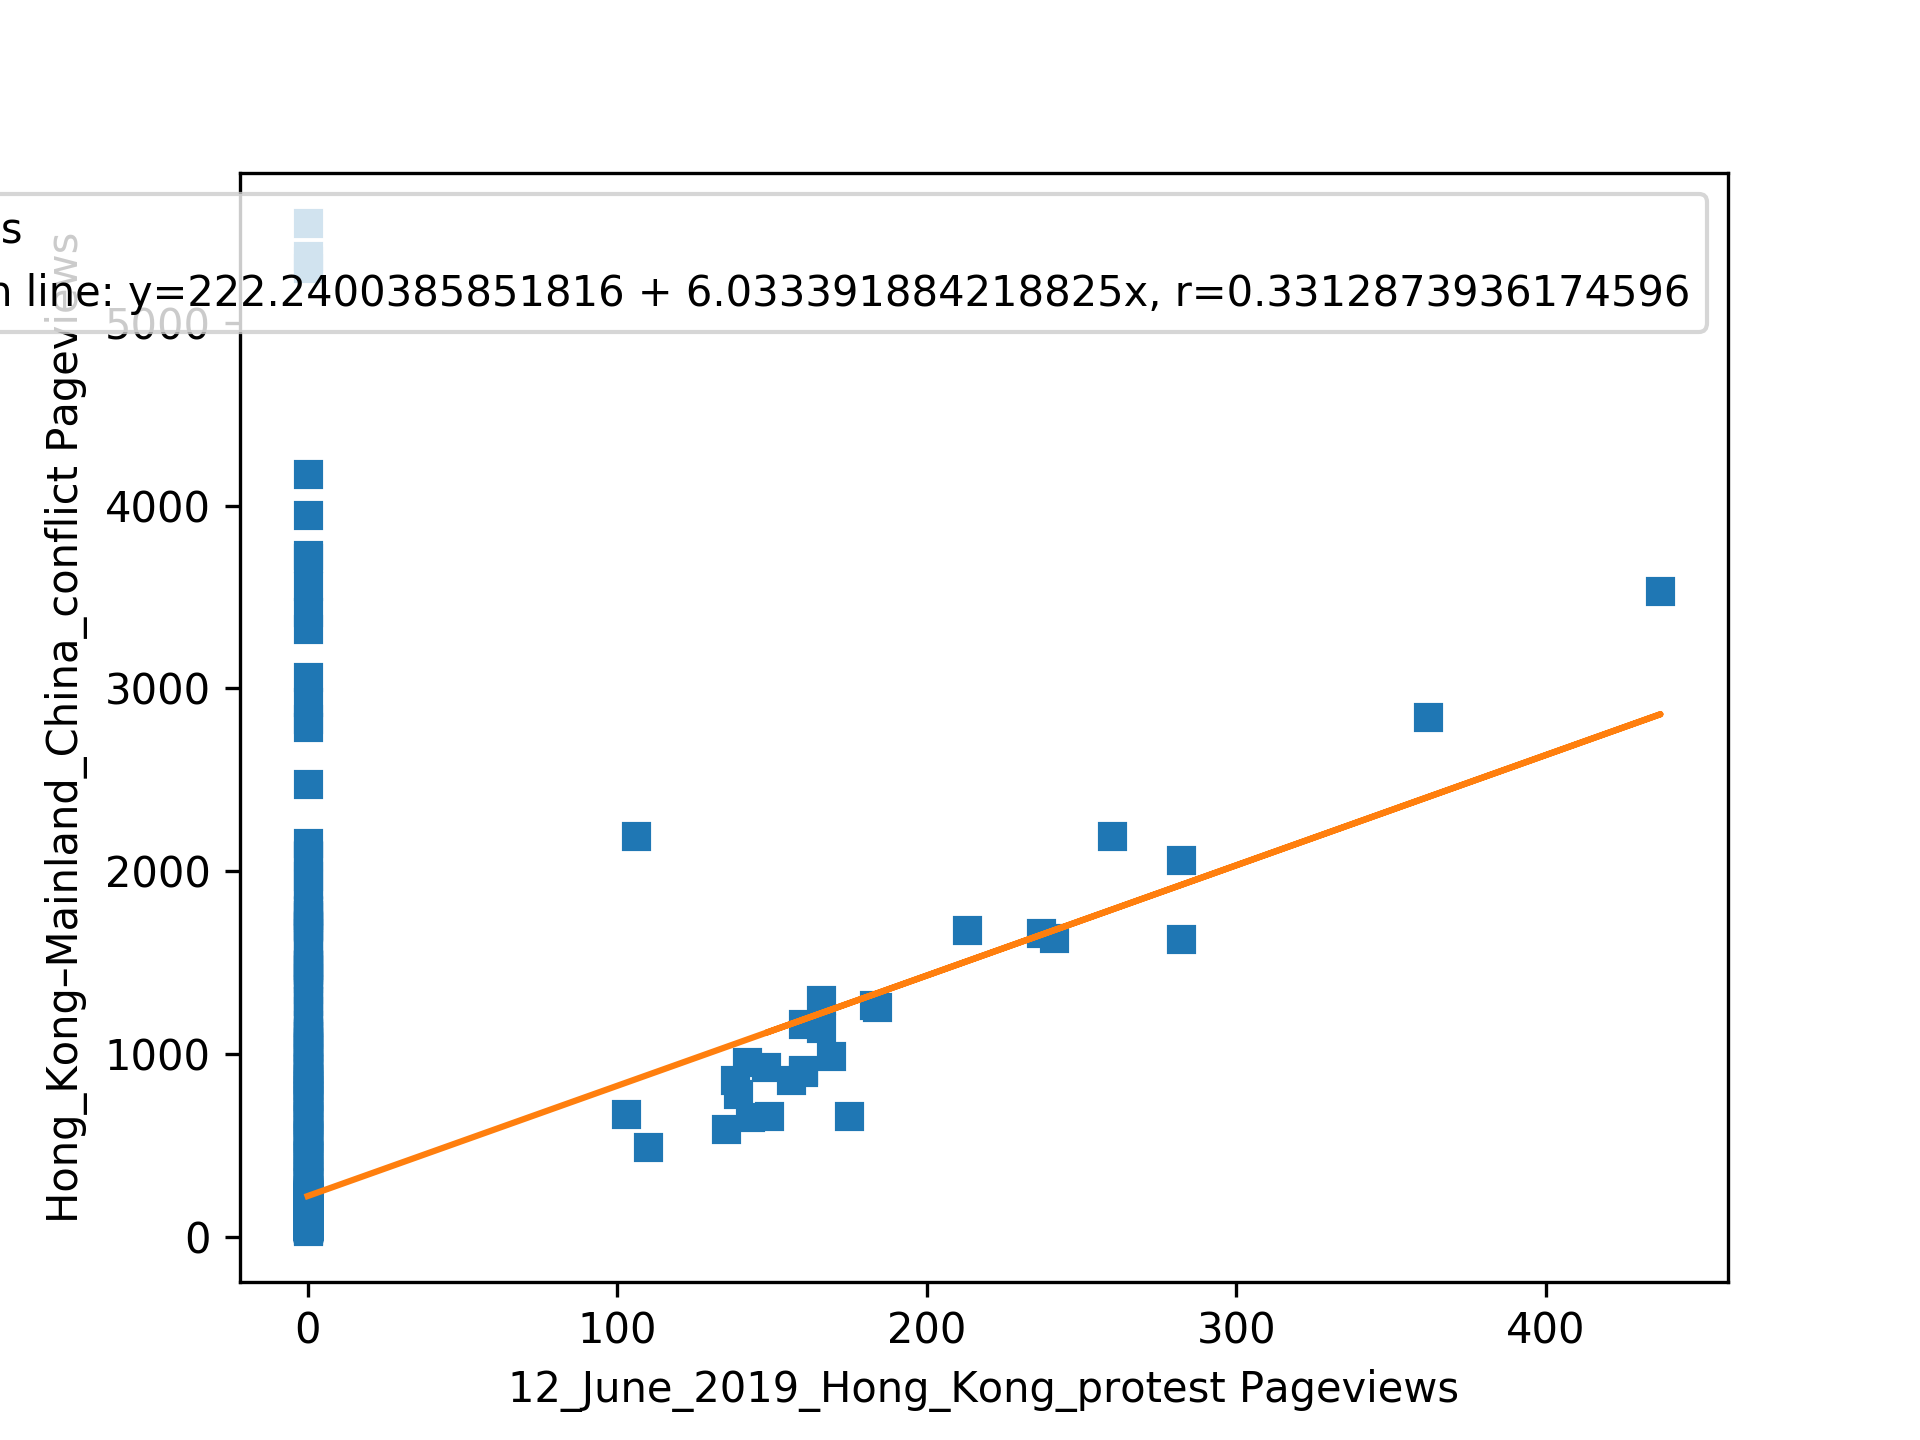 s
n line: y=222.2400385851816 + 6.033391884218825x, r=0.3312873936174596
Hong_Kong–Mainland_China_conflict Pageviews
5000
4000
3000
2000
1000
0
0 100 200 300 400
12_June_2019_Hong_Kong_protest Pageviews